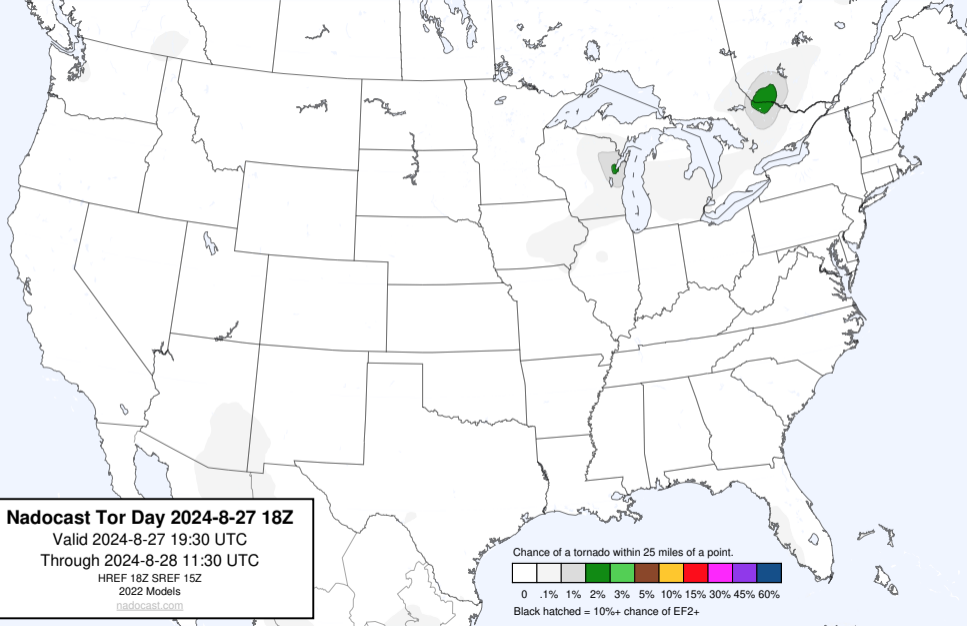 Nadocast Tor Day 2024-8-27 18Z
Valid 2024-8-27 19:30 UTC
Through 2024-8-28 11:30 UTC
HREF 18Z SREF 15Z
2022 Models
nadocast.com
Chance of a tornado within 25 miles of a point.
0 .1% 1% 2% 3% 5% 10% 15% 30% 45% 60%
Black hatched = 10%+ chance of EF2+